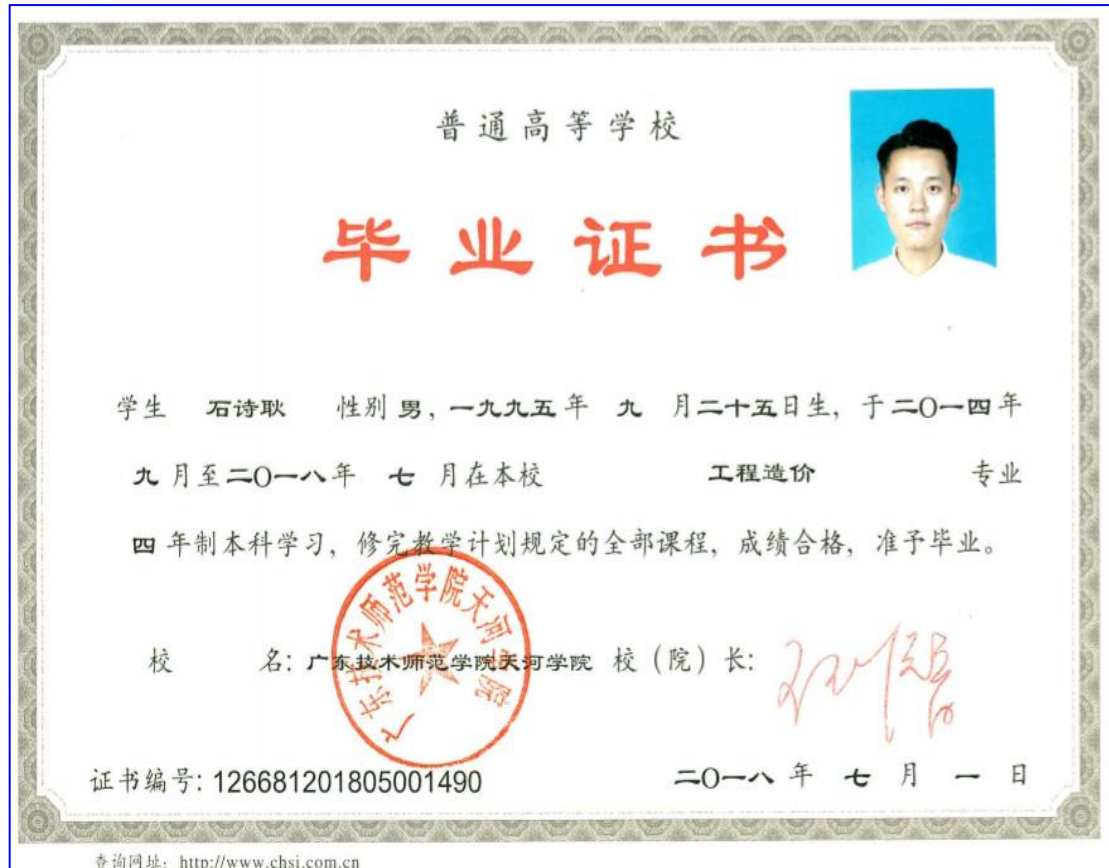 普通高等学校
毕业证书
学生 石诗耿 性别 男，一九九五年 九 月二十五日生，于二〇一四年
九月至二〇一八年 七 月在本校 工程造价 专业
四 年制本科学习，修完教学计划规定的全部课程，成绩合格，准予毕业。
广东技术师范学院天河学院
校 名：广东技术师范学院天河学院 校（院）长：
证书编号：126681201805001490 二〇一八 年 七 月 一 日
查询网址：http://www.chsi.com.cn